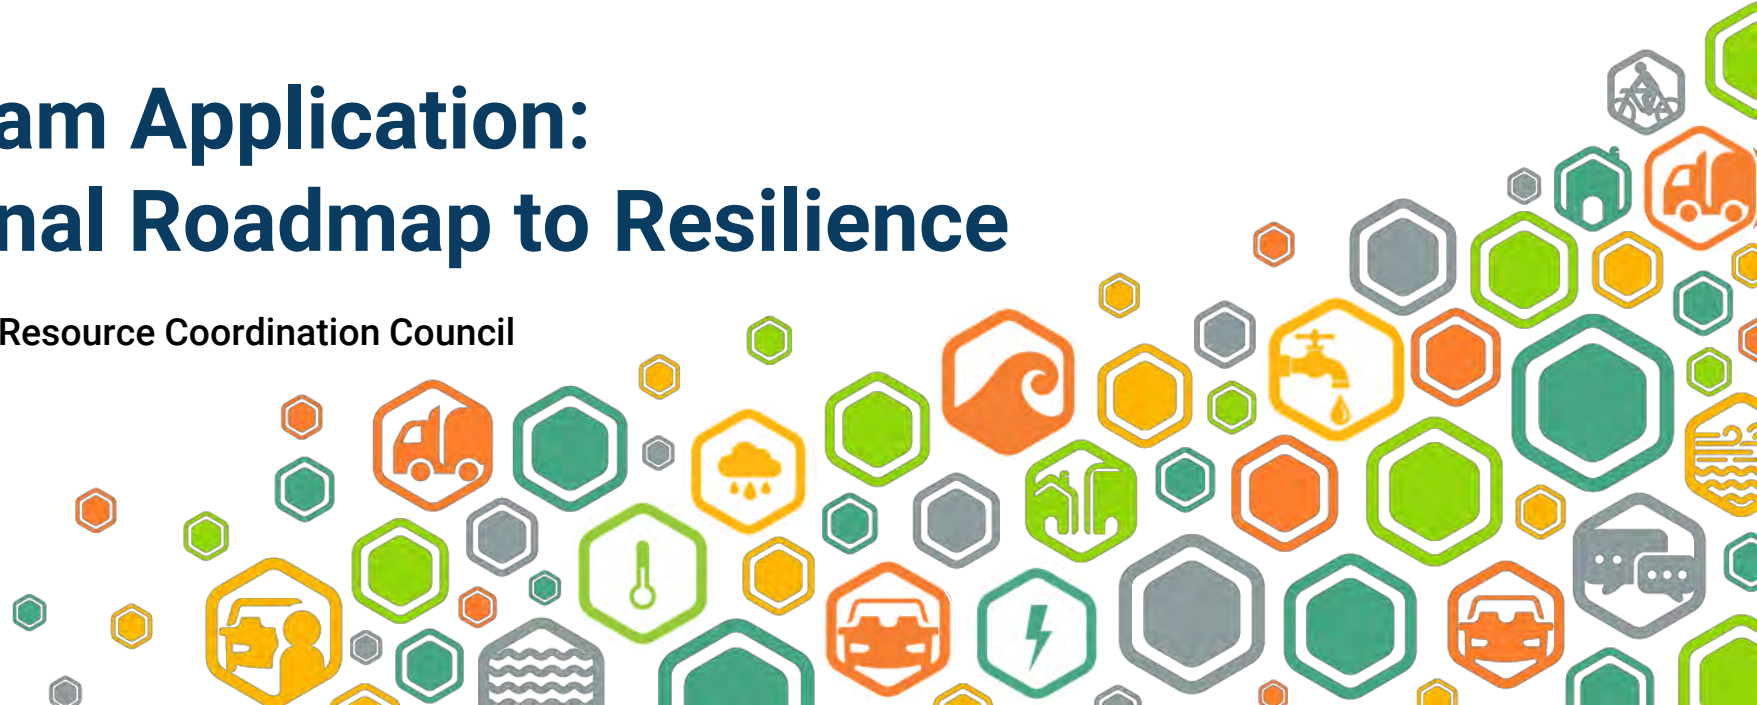 am Application:
nal Roadmap to Resilience
Resource Coordination Council